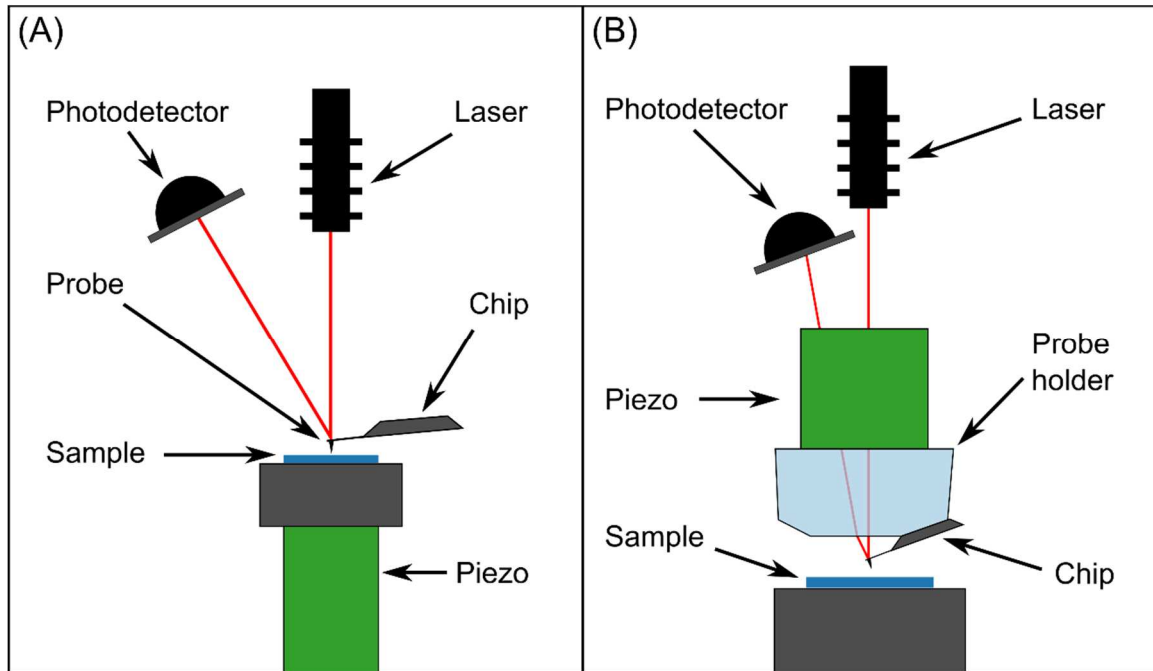 (A)
Photodetector
Laser
Probe
Chip
Sample
Piezo
(B)
Photodetector
Laser
Probe
holder
Piezo
Sample
Chip